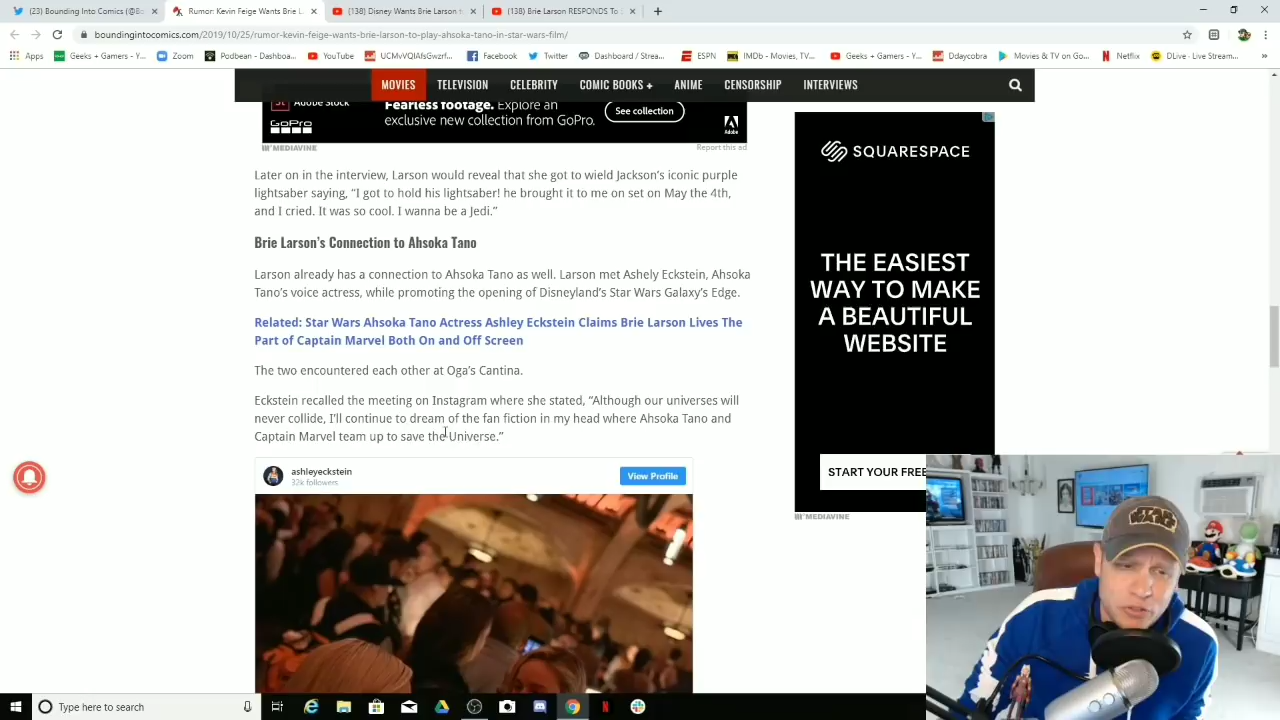 (23) Bounding Into Comics (@Bo
Rumor: Kevin Feige Wants Brie L
(138) Brie Larson Updates Brie Larson t
(138) Brie Larson RESPONDS To S
boundingintocomics.com/2019/10/25/rumor-kevin-feige-wants-brie-larson-to-play-ahsoka-tano-in-star-wars-film/
Apps
Geeks + Gamers - Y...
Podbean - Dashboard
YouTube
UCMvVQIAfsGwrzf...
Facebook
Twitter
Dashboard / Strea...
ESPN
IMDb - Movies, TV...
YouTube
Geeks + Gamers - Y...
Ddaycobra
Movies & TV on Go...
Netflix
DLive · Live Stream...
MOVIES TELEVISION CELEBRITY COMIC BOOKS + ANIME CENSORSHIP INTERVIEWS
St Adobe Stock
GoPro
Fearless footage. Explore an
exclusive new collection from GoPro.
See collection
Adobe
MEDIAVINE
Report this ad
Later on in the interview, Larson would reveal that she got to wield Jackson's iconic purple
lightsaber saying, “I got to hold his lightsaber! he brought it to me on set on May the 4th,
and I cried. It was so cool. I wanna be a Jedi.”
Brie Larson's Connection to Ahsoka Tano
Larson already has a connection to Ahsoka Tano as well. Larson met Ashely Eckstein, Ahsoka
Tano's voice actress, while promoting the opening of Disneyland's Star Wars Galaxy's Edge.
Related: Star Wars Ahsoka Tano Actress Ashley Eckstein Claims Brie Larson Lives The
Part of Captain Marvel Both On and Off Screen
The two encountered each other at Oga's Cantina.
Eckstein recalled the meeting on Instagram where she stated, “Although our universes will
never collide, I'll continue to dream of the fan fiction in my head where Ahsoka Tano and
Captain Marvel team up to save the Universe.”
ashleyeckstein
32k followers
View Profile
SQUARESPACE
THE EASIEST
WAY TO MAKE
A BEAUTIFUL
WEBSITE
START YOUR FREE
MEDIAVINE
Type here to search